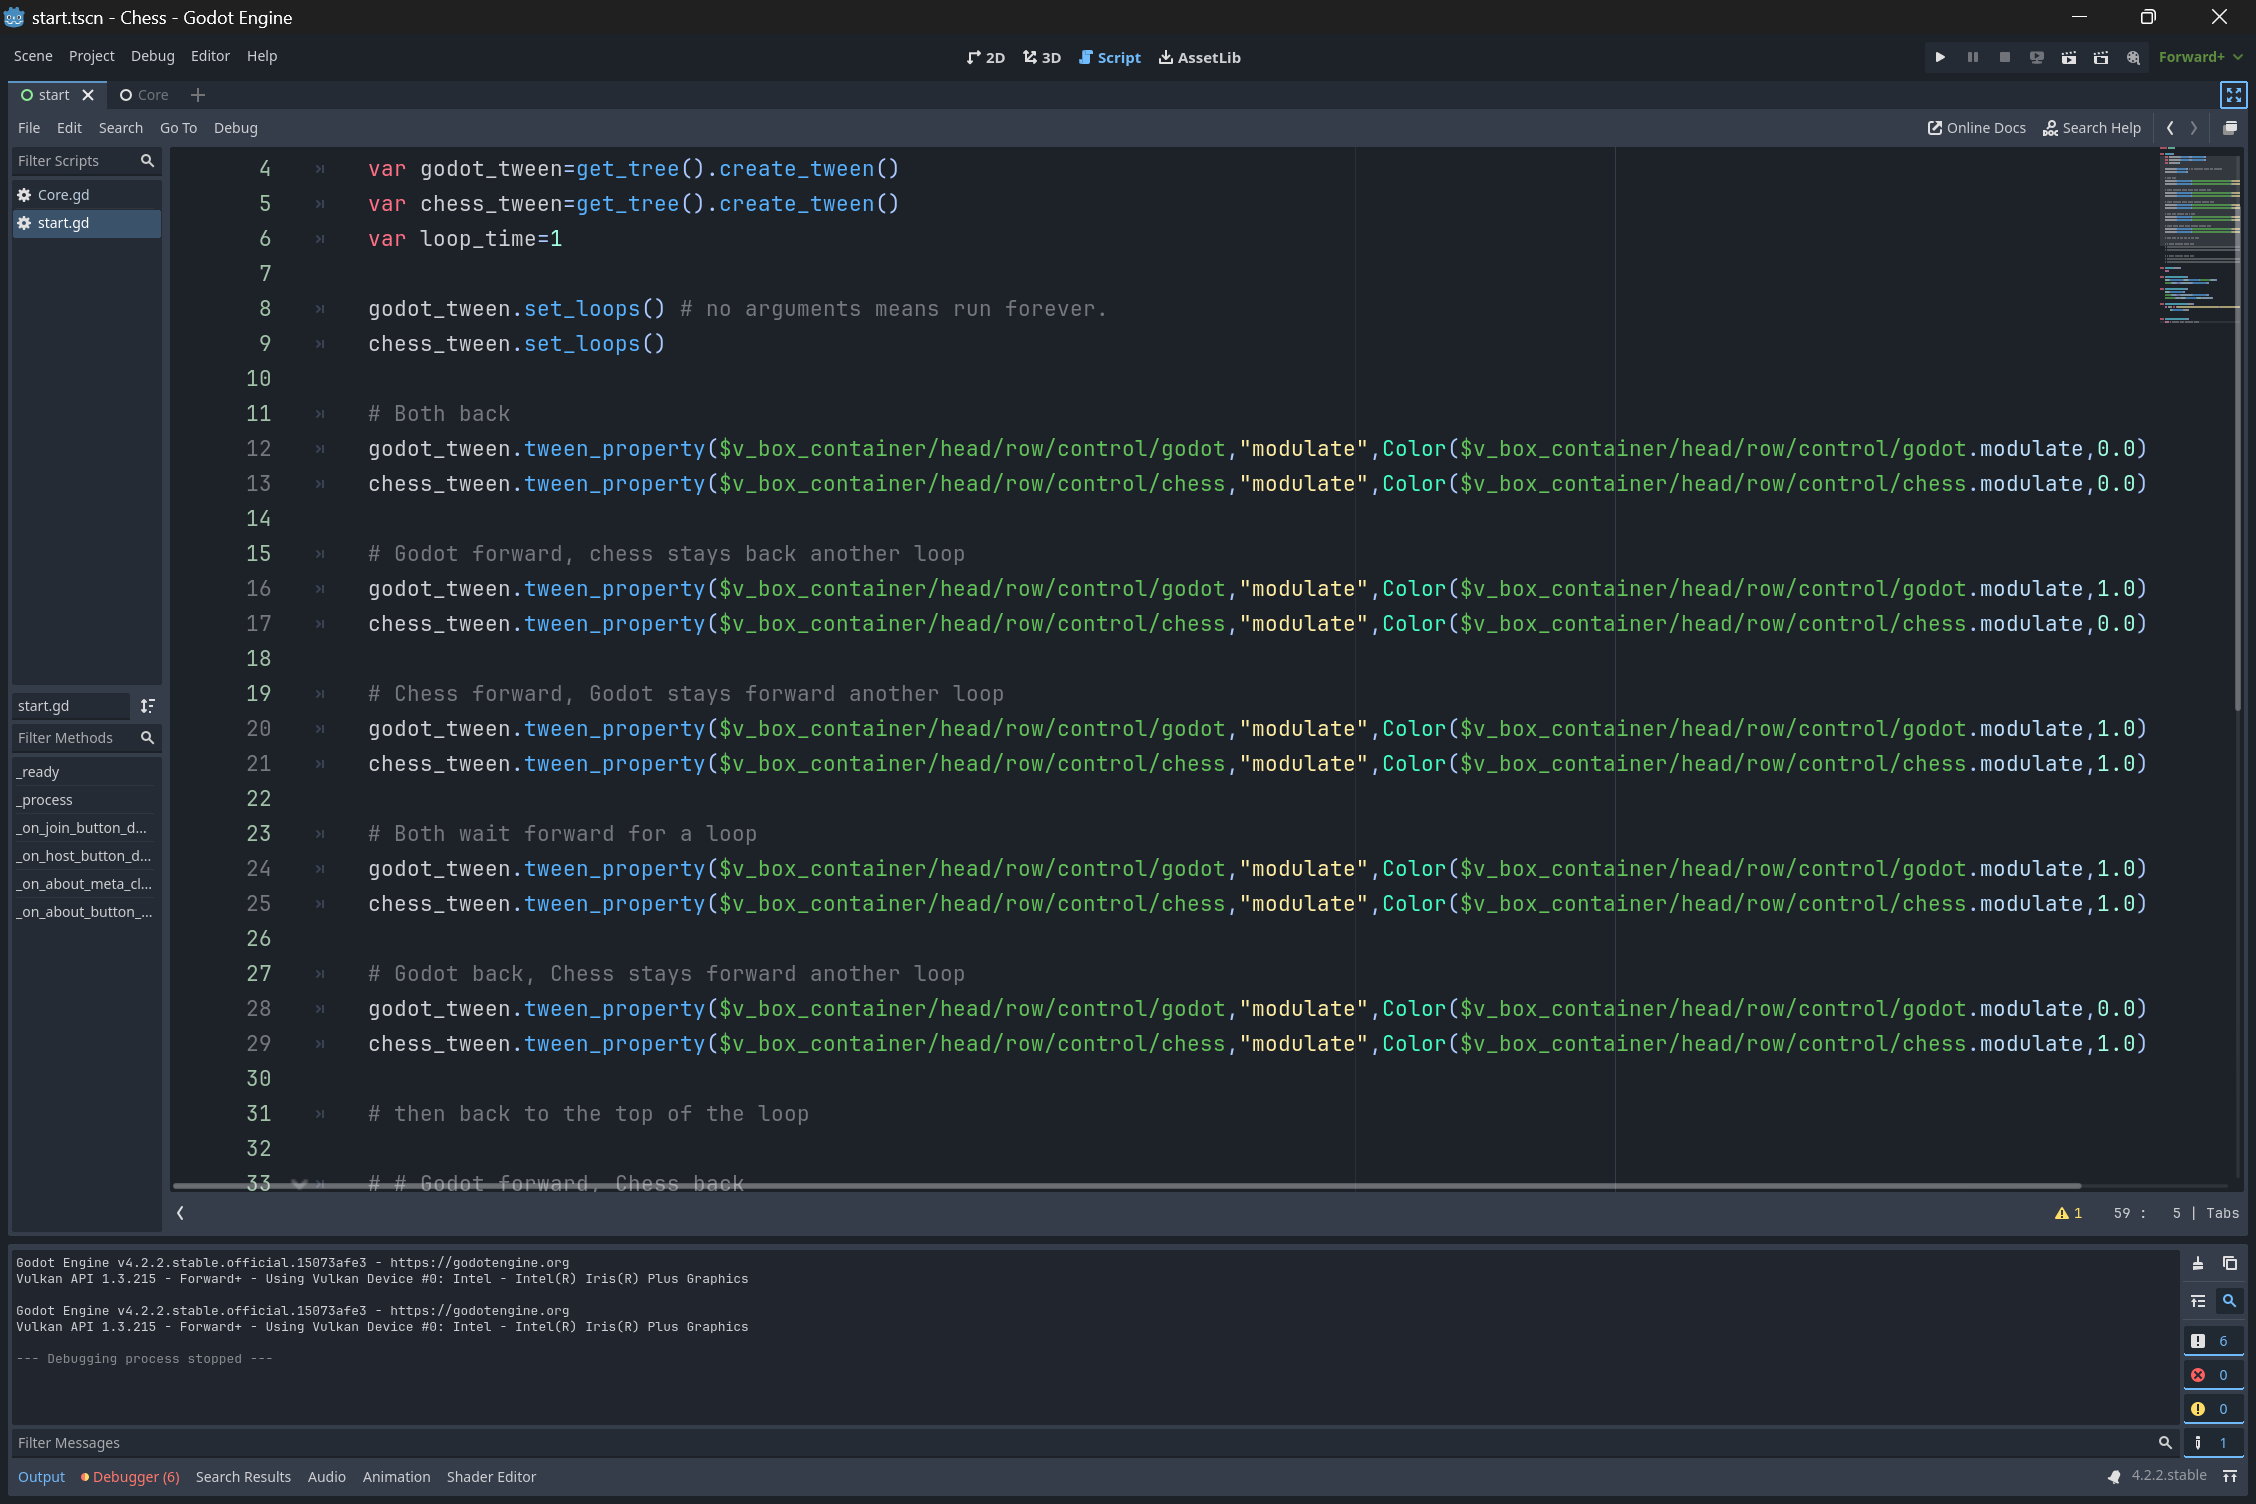 start.tscn - Chess - Godot Engine
Scene Project Debug Editor Help
2D 3D Script AssetLib
Forward+
start Core
File Edit Search Go To Debug
Online Docs Search Help
Filter Scripts
Core.gd
start.gd
start.gd
Filter Methods
_ready
_process
_on_join_button_d...
_on_host_button_d...
_on_about_meta_cl...
_on_about_button_...
4 var godot_tween=get_tree().create_tween()
5 var chess_tween=get_tree().create_tween()
6 var loop_time=1
7
8 godot_tween.set_loops() # no arguments means run forever.
9 chess_tween.set_loops()
10
11 # Both back
12 godot_tween.tween_property($v_box_container/head/row/control/godot,"modulate",Color($v_box_container/head/row/control/godot.modulate,0.0)
13 chess_tween.tween_property($v_box_container/head/row/control/chess,"modulate",Color($v_box_container/head/row/control/chess.modulate,0.0)
14
15 # Godot forward, chess stays back another loop
16 godot_tween.tween_property($v_box_container/head/row/control/godot,"modulate",Color($v_box_container/head/row/control/godot.modulate,1.0)
17 chess_tween.tween_property($v_box_container/head/row/control/chess,"modulate",Color($v_box_container/head/row/control/chess.modulate,0.0)
18
19 # Chess forward, Godot stays forward another loop
20 godot_tween.tween_property($v_box_container/head/row/control/godot,"modulate",Color($v_box_container/head/row/control/godot.modulate,1.0)
21 chess_tween.tween_property($v_box_container/head/row/control/chess,"modulate",Color($v_box_container/head/row/control/chess.modulate,1.0)
22
23 # Both wait forward for a loop
24 godot_tween.tween_property($v_box_container/head/row/control/godot,"modulate",Color($v_box_container/head/row/control/godot.modulate,1.0)
25 chess_tween.tween_property($v_box_container/head/row/control/chess,"modulate",Color($v_box_container/head/row/control/chess.modulate,1.0)
26
27 # Godot back, Chess stays forward another loop
28 godot_tween.tween_property($v_box_container/head/row/control/godot,"modulate",Color($v_box_container/head/row/control/godot.modulate,0.0)
29 chess_tween.tween_property($v_box_container/head/row/control/chess,"modulate",Color($v_box_container/head/row/control/chess.modulate,1.0)
30
31 # then back to the top of the loop
32
33 # # Godot forward, Chess back
1 59 : 5 | Tabs
Godot Engine v4.2.2.stable.official.15073afe3 - https://godotengine.org
Vulkan API 1.3.215 - Forward+ - Using Vulkan Device #0: Intel - Intel(R) Iris(R) Plus Graphics
Godot Engine v4.2.2.stable.official.15073afe3 - https://godotengine.org
Vulkan API 1.3.215 - Forward+ - Using Vulkan Device #0: Intel - Intel(R) Iris(R) Plus Graphics
--- Debugging process stopped ---
6
0
0
1
Filter Messages
Output Debugger (6) Search Results Audio Animation Shader Editor
4.2.2.stable